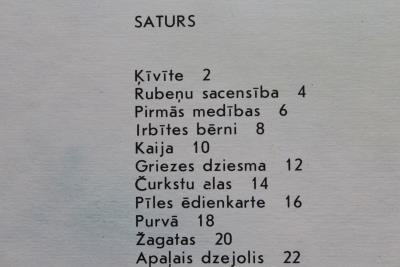 SATURS
Ķīvīte 2
Rubeņu sacensība 4
Pirmās medības 6
Irbītes bērni 8
Kaija 10
Griezes dziesma 12
Čurkstu alas 14
Pīles ēdienkarte 16
Purvā 18
Žagatas 20
Apaļais dzejolis 22